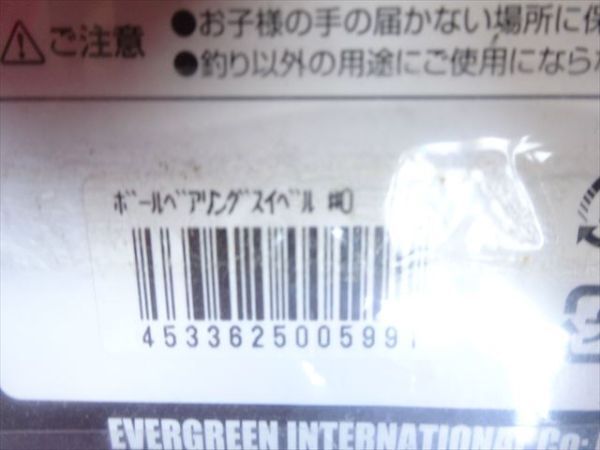 ご注意
●お子様の手の届かない場所に保
●釣り以外の用途にご使用になら
ﾎﾞｰﾙﾍﾞｱﾘﾝｸﾞｽｲﾍﾞﾙ #0
453362500599
EVERGREEN INTERNATIONAL Co.